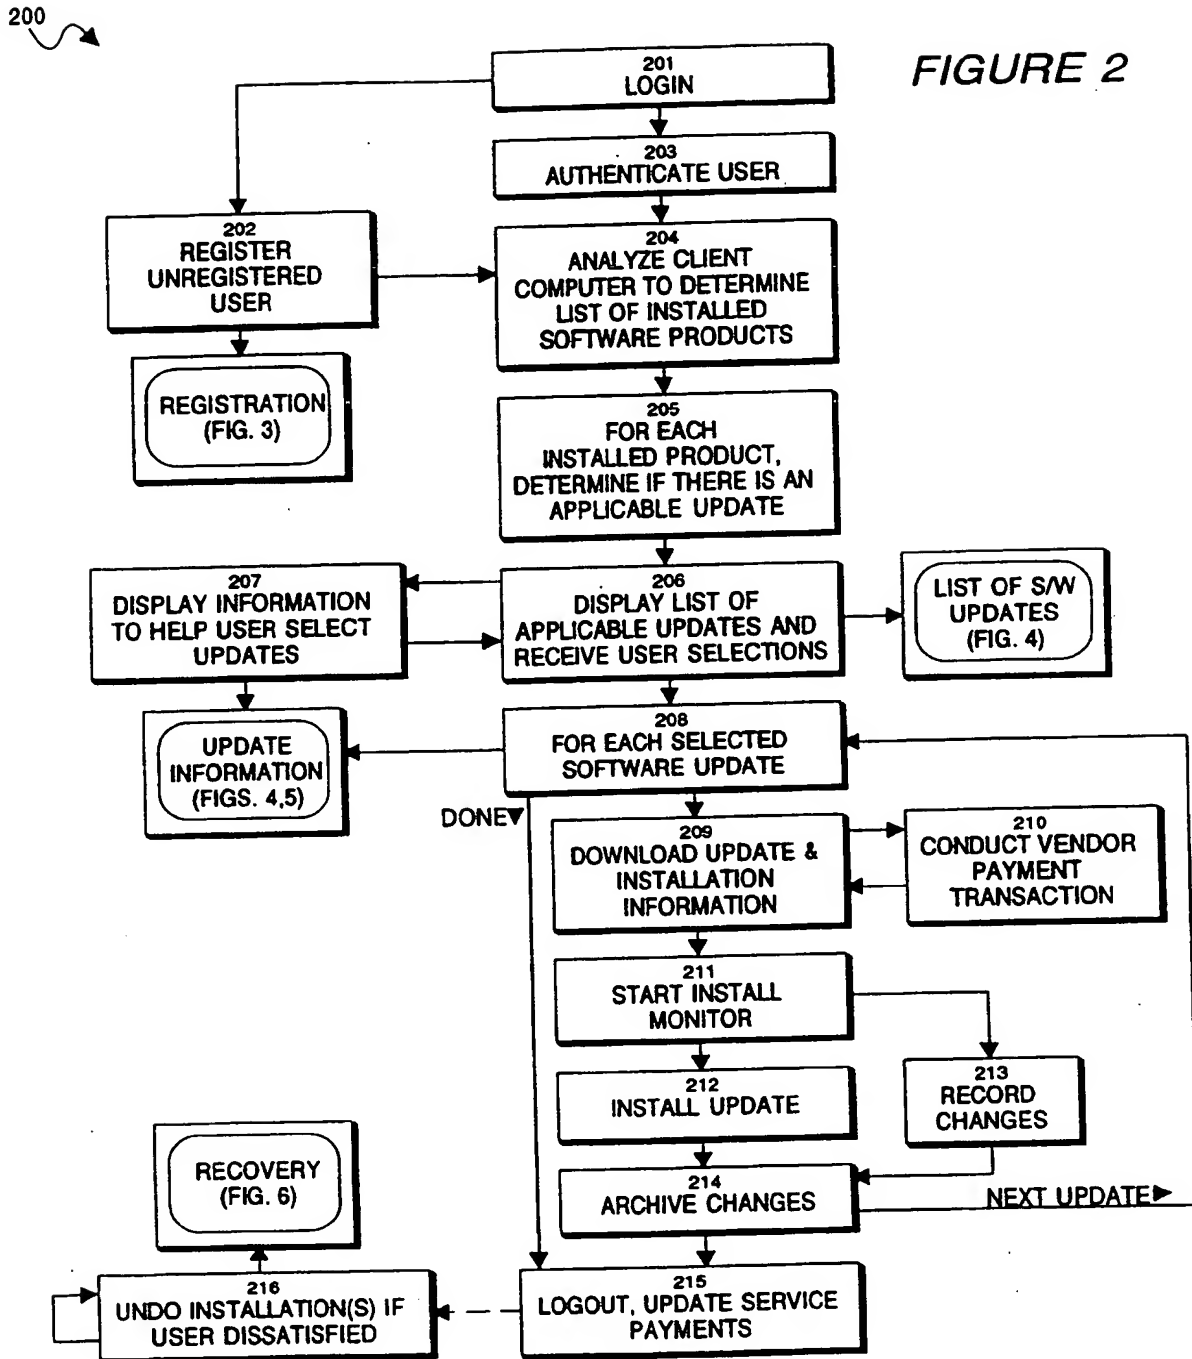 200
FIGURE 2
201
LOGIN
203
AUTHENTICATE USER
202
REGISTER
UNREGISTERED
USER
204
ANALYZE CLIENT
COMPUTER TO DETERMINE
LIST OF INSTALLED
SOFTWARE PRODUCTS
REGISTRATION
(FIG. 3)
205
FOR EACH
INSTALLED PRODUCT,
DETERMINE IF THERE IS AN
APPLICABLE UPDATE
207
DISPLAY INFORMATION
TO HELP USER SELECT
UPDATES
206
DISPLAY LIST OF
APPLICABLE UPDATES AND
RECEIVE USER SELECTIONS
LIST OF S/W
UPDATES
(FIG. 4)
UPDATE
INFORMATION
(FIGS. 4,5)
208
FOR EACH SELECTED
SOFTWARE UPDATE
DONE
209
DOWNLOAD UPDATE &
INSTALLATION
INFORMATION
210
CONDUCT VENDOR
PAYMENT
TRANSACTION
211
START INSTALL
MONITOR
212
INSTALL UPDATE
213
RECORD
CHANGES
RECOVERY
(FIG. 6)
214
ARCHIVE CHANGES
NEXT UPDATE
216
UNDO INSTALLATION(S) IF
USER DISSATISFIED
215
LOGOUT, UPDATE SERVICE
PAYMENTS